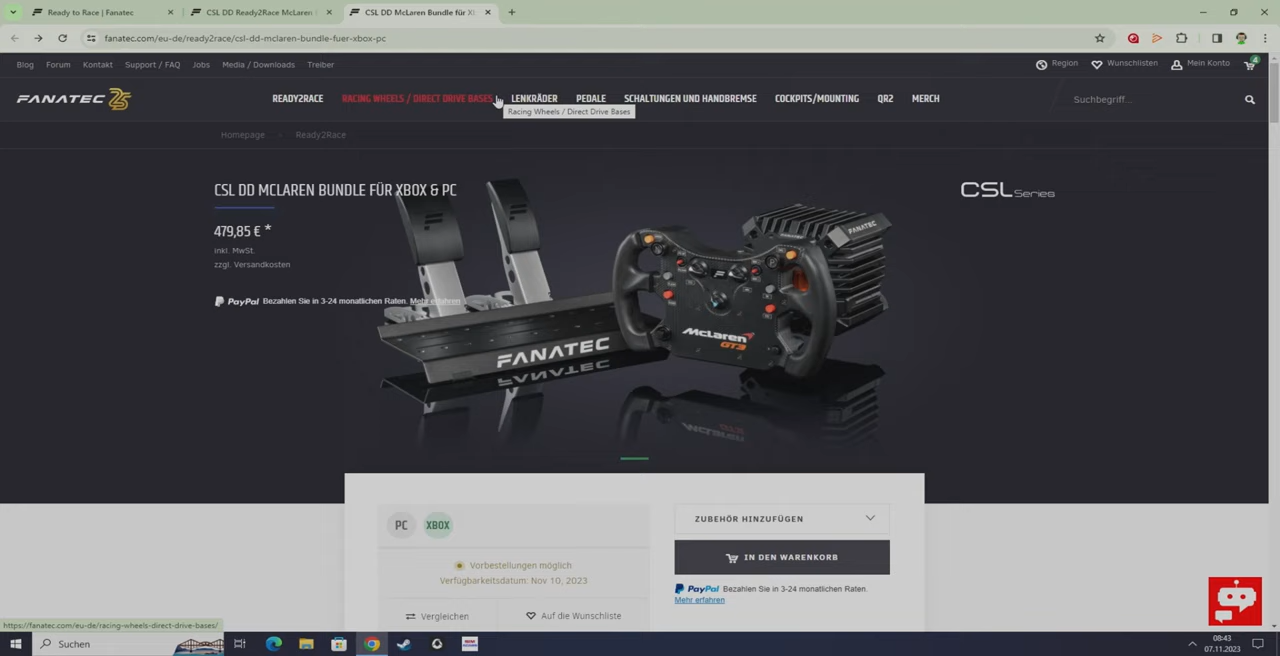 Ready to Race | Fanatec
CSL DD Ready2Race McLaren
CSL DD McLaren Bundle für Xb
fanatec.com/eu-de/ready2race/csl-dd-mclaren-bundle-fuer-xbox-pc
Blog Forum Kontakt Support / FAQ Jobs Media / Downloads Treiber
Region Wunschlisten Mein Konto 4
FANATEC 25
READY2RACE RACING WHEELS / DIRECT DRIVE BASES LENKRÄDER PEDALE SCHALTUNGEN UND HANDBREMSE COCKPITS/MOUNTING QR2 MERCH
Suchbegriff...
Racing Wheels / Direct Drive Bases
Homepage Ready2Race
CSL DD MCLAREN BUNDLE FÜR XBOX & PC
CSL Series
479,85 € *
inkl. MwSt.
zzgl. Versandkosten
PayPal Bezahlen Sie in 3-24 monatlichen Raten. Mehr erfahren
FANATEC
FANATEC
McLaren
GT3
PC XBOX
ZUBEHÖR HINZUFÜGEN
IN DEN WARENKORB
Vorbestellungen möglich
Verfügbarkeitsdatum: Nov 10, 2023
PayPal Bezahlen Sie in 3-24 monatlichen Raten.
Mehr erfahren
Vergleichen Auf die Wunschliste
https://fanatec.com/eu-de/racing-wheels-direct-drive-bases/
Suchen
08:43
07.11.2023